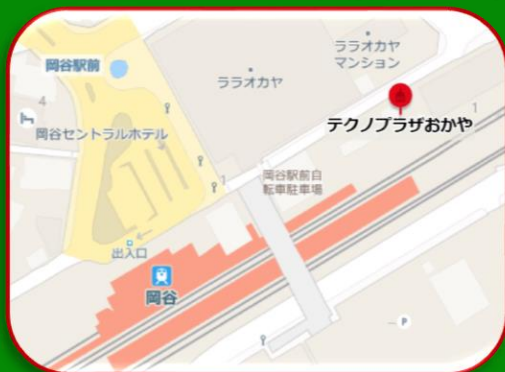 ララオカヤ
マンション
岡谷駅前
ララオカヤ
4
テクノプラザおかや
1
岡谷セントラルホテル
岡谷駅前自
転車駐車場
1
4
出入口
岡谷
P